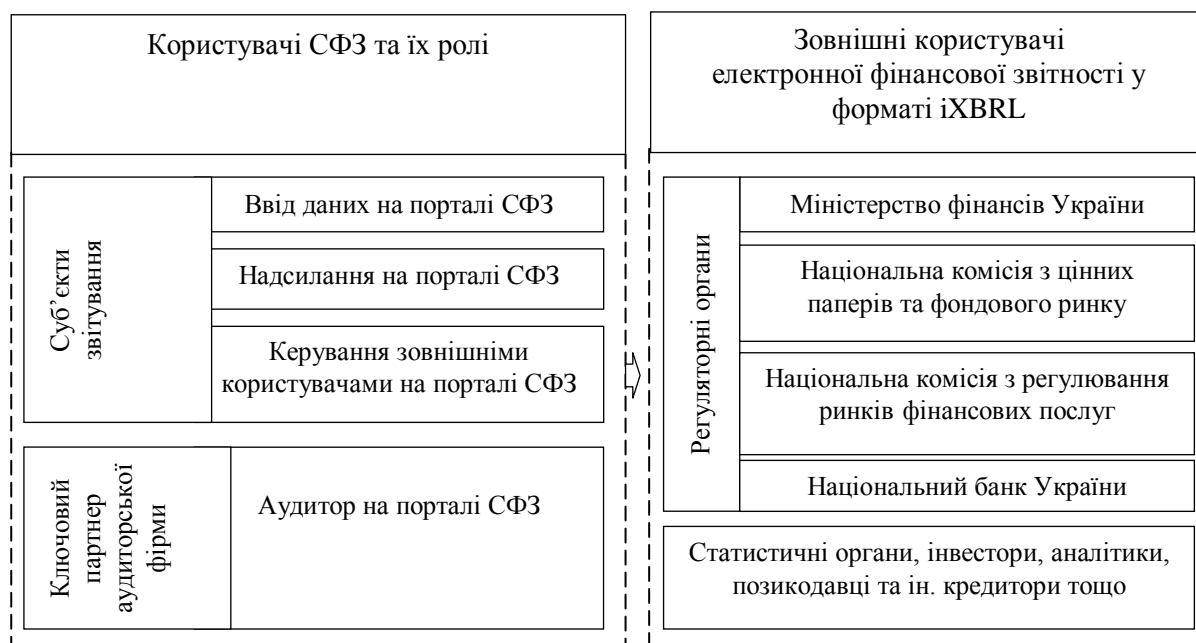 Користувачі СФЗ та їх ролі
Зовнішні користувачі
електронної фінансової звітності у
форматі iXBRL
Суб’єкти
звітування
Ввід даних на порталі СФЗ
Надсилання на порталі СФЗ
Керування зовнішніми
користувачами на порталі СФЗ
Ключовий
партнер
аудиторської
фірми
Аудитор на порталі СФЗ
Регуляторні органи
Міністерство фінансів України
Національна комісія з цінних
паперів та фондового ринку
Національна комісія з регулювання
ринків фінансових послуг
Національний банк України
Статистичні органи, інвестори, аналітики,
позикодавці та ін. кредитори тощо